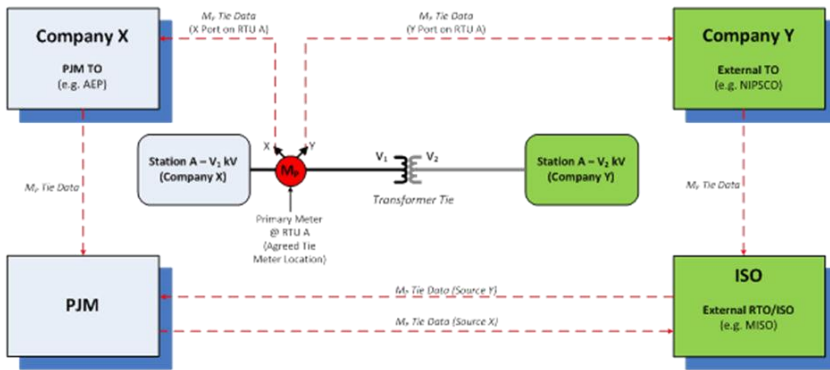 Company X
PJM TO
(e.g. AEP)
Mₚ Tie Data
(X Port on RTU A)
Mₚ Tie Data
(Y Port on RTU A)
Company Y
External TO
(e.g. NIPSCO)
X
Y
Station A – V₁ kV
(Company X)
Mₚ
V₁
V₂
Transformer Tie
Station A – V₂ kV
(Company Y)
Mₚ Tie Data
Mₚ Tie Data
Primary Meter
@ RTU A
(Agreed Tie
Meter Location)
PJM
Mₚ Tie Data (Source Y)
Mₚ Tie Data (Source X)
ISO
External RTO/ISO
(e.g. MISO)